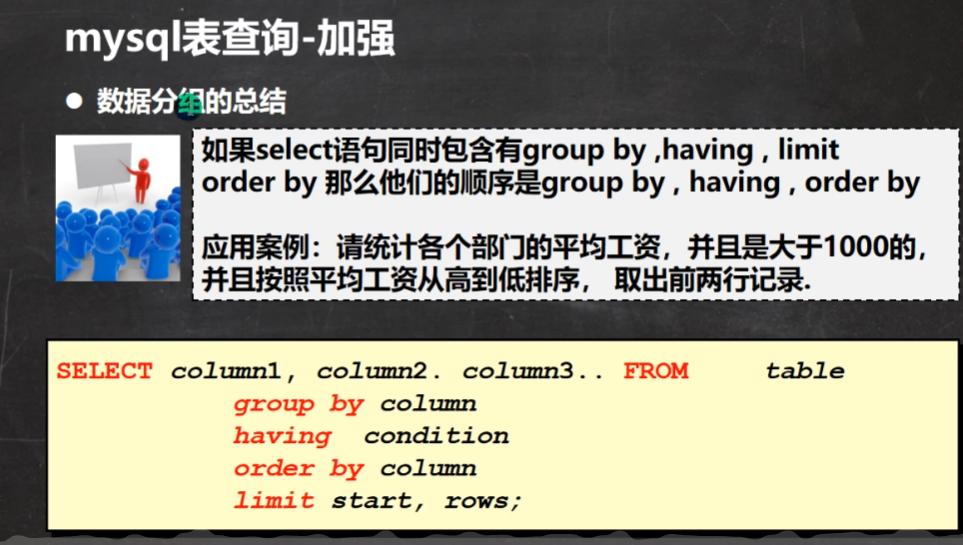 mysql表查询-加强
● 数据分组的总结
如果select语句同时包含有group by ,having , limit
order by 那么他们的顺序是group by , having , order by
应用案例：请统计各个部门的平均工资，并且是大于1000的，
并且按照平均工资从高到低排序， 取出前两行记录.
SELECT column1, column2. column3.. FROM table
group by column
having condition
order by column
limit start, rows;